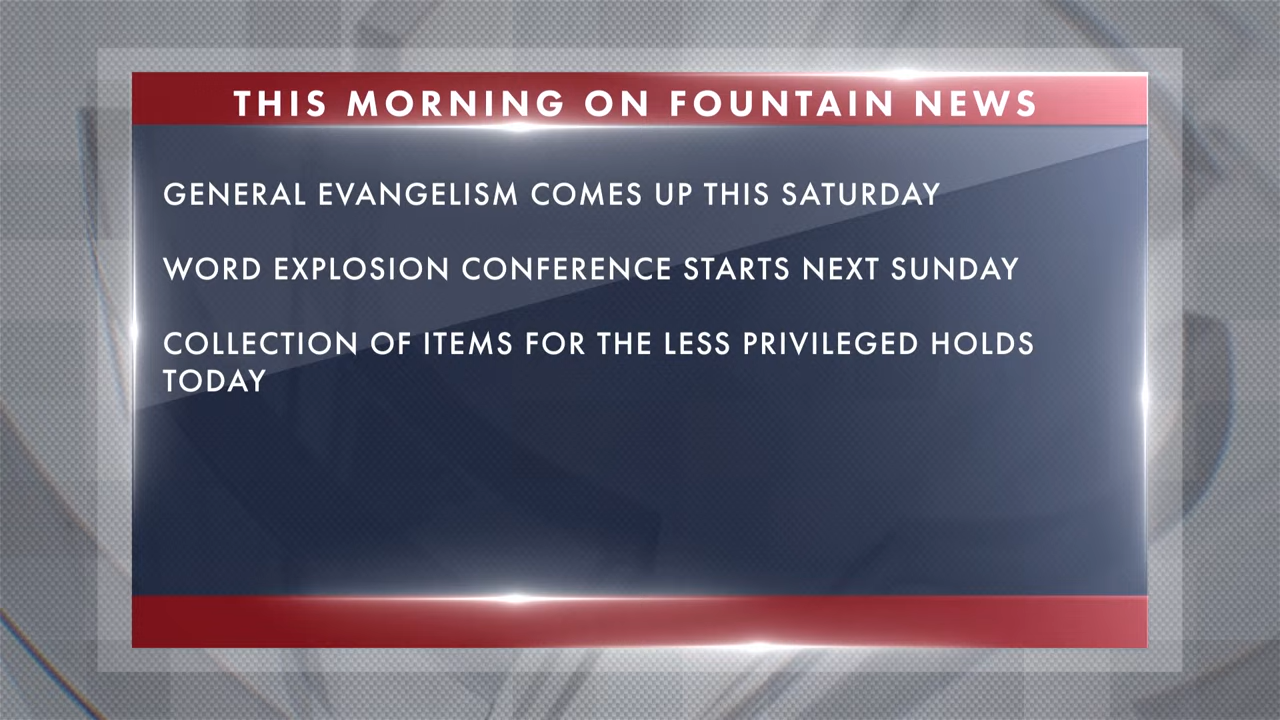 THIS MORNING ON FOUNTAIN NEWS
GENERAL EVANGELISM COMES UP THIS SATURDAY
WORD EXPLOSION CONFERENCE STARTS NEXT SUNDAY
COLLECTION OF ITEMS FOR THE LESS PRIVILEGED HOLDS
TODAY